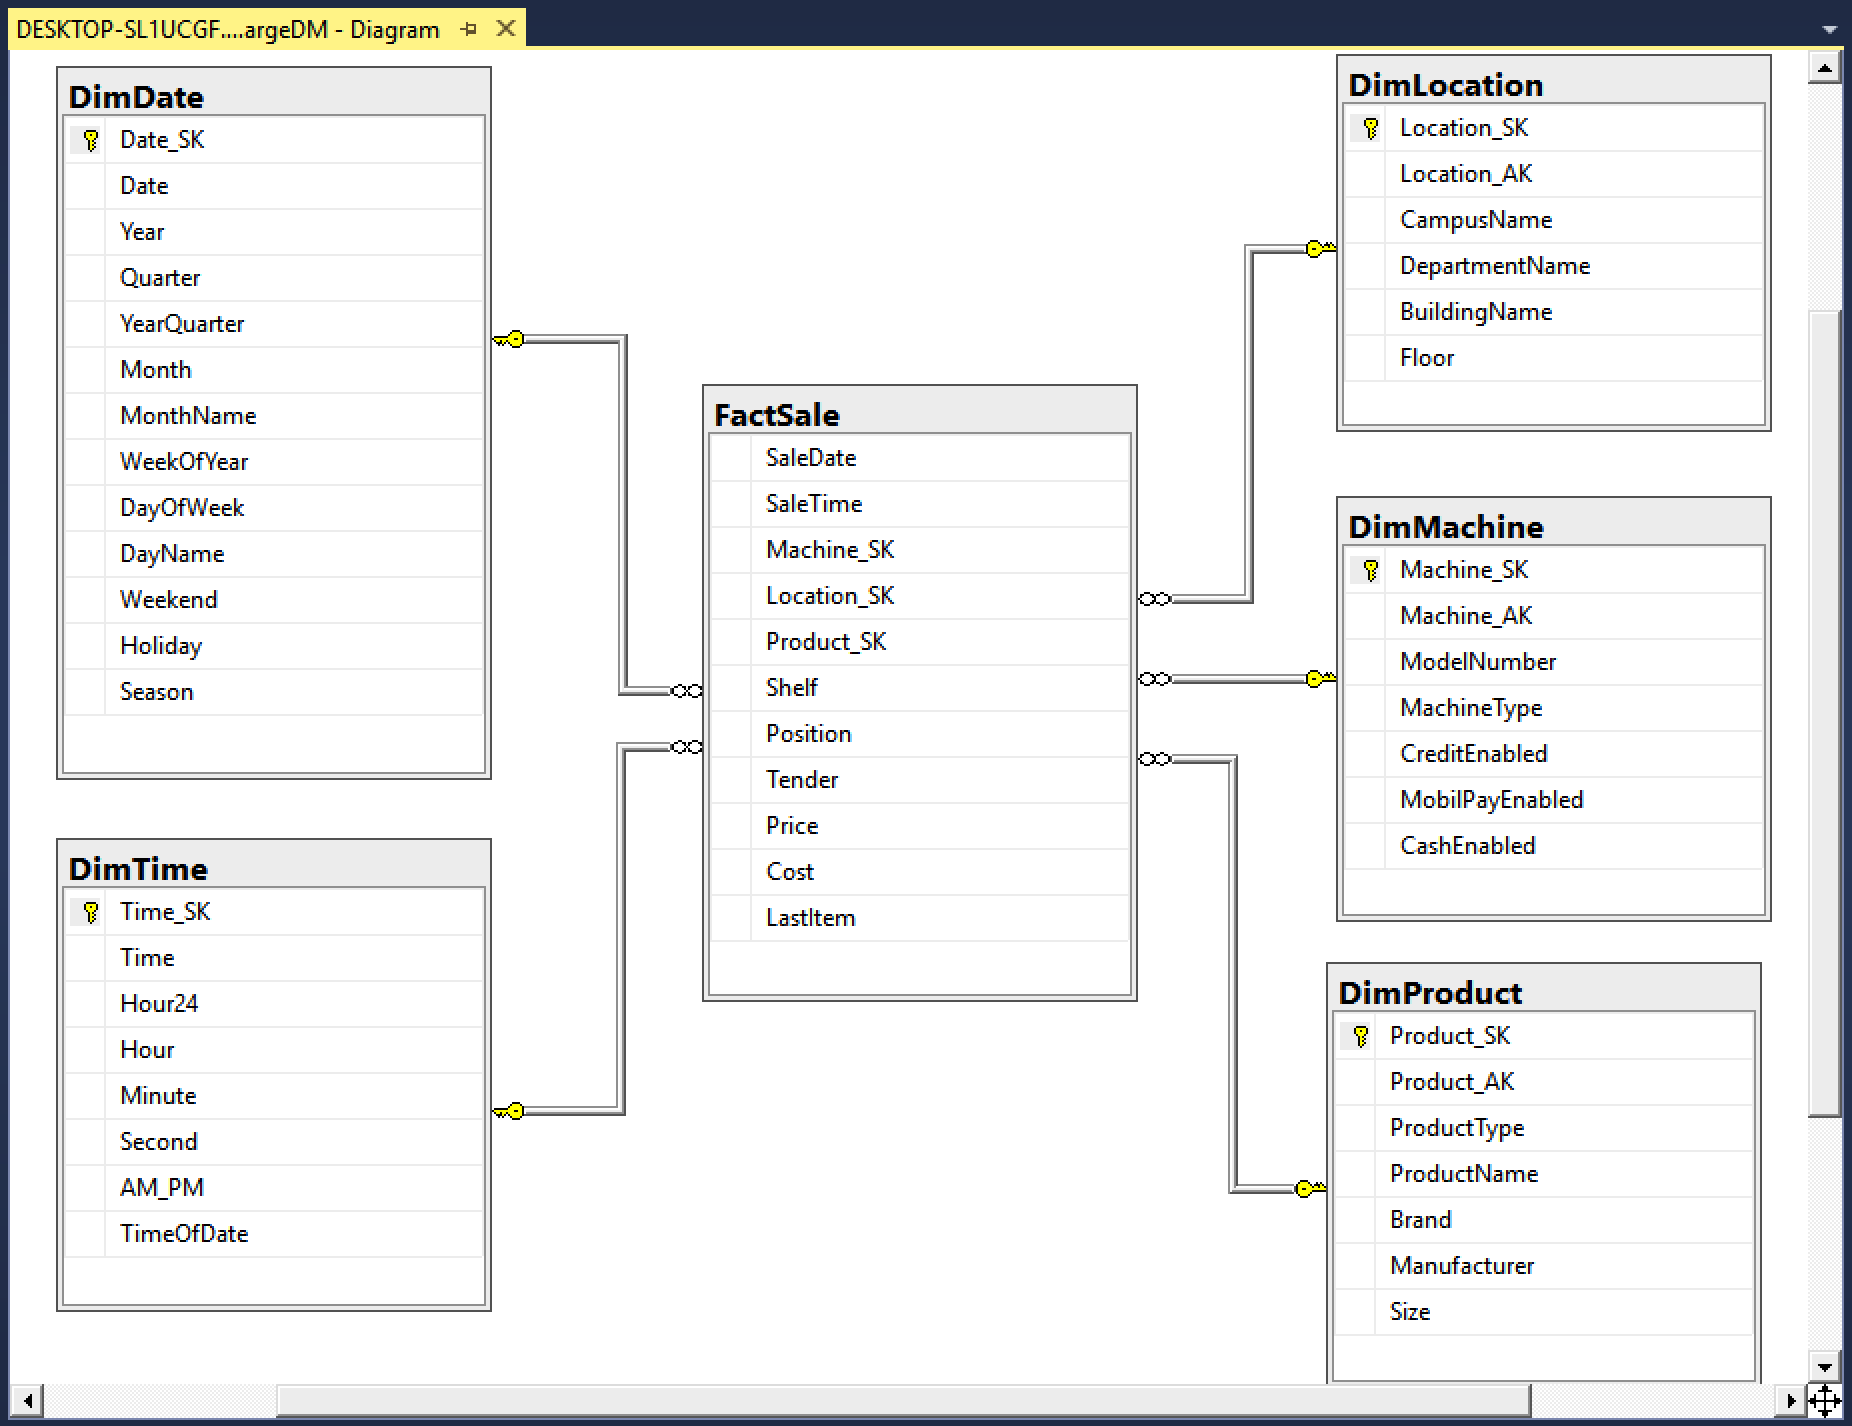 DESKTOP-SL1UCGF....argeDM - Diagram
DimDate
Date_SK
Date
Year
Quarter
YearQuarter
Month
MonthName
WeekOfYear
DayOfWeek
DayName
Weekend
Holiday
Season
DimTime
Time_SK
Time
Hour24
Hour
Minute
Second
AM_PM
TimeOfDate
FactSale
SaleDate
SaleTime
Machine_SK
Location_SK
Product_SK
Shelf
Position
Tender
Price
Cost
LastItem
DimLocation
Location_SK
Location_AK
CampusName
DepartmentName
BuildingName
Floor
DimMachine
Machine_SK
Machine_AK
ModelNumber
MachineType
CreditEnabled
MobilPayEnabled
CashEnabled
DimProduct
Product_SK
Product_AK
ProductType
ProductName
Brand
Manufacturer
Size